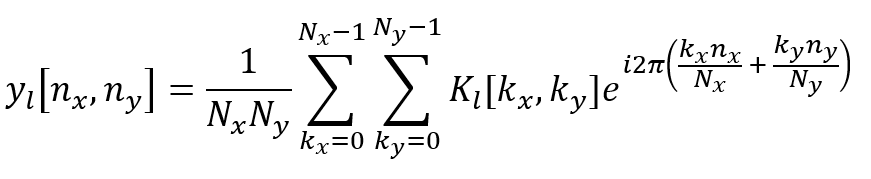 y_l[n_x, n_y] = \frac{1}{N_x N_y} \sum_{k_x=0}^{N_x-1} \sum_{k_y=0}^{N_y-1} K_l[k_x, k_y] e^{i2\pi\left(\frac{k_x n_x}{N_x} + \frac{k_y n_y}{N_y}\right)}